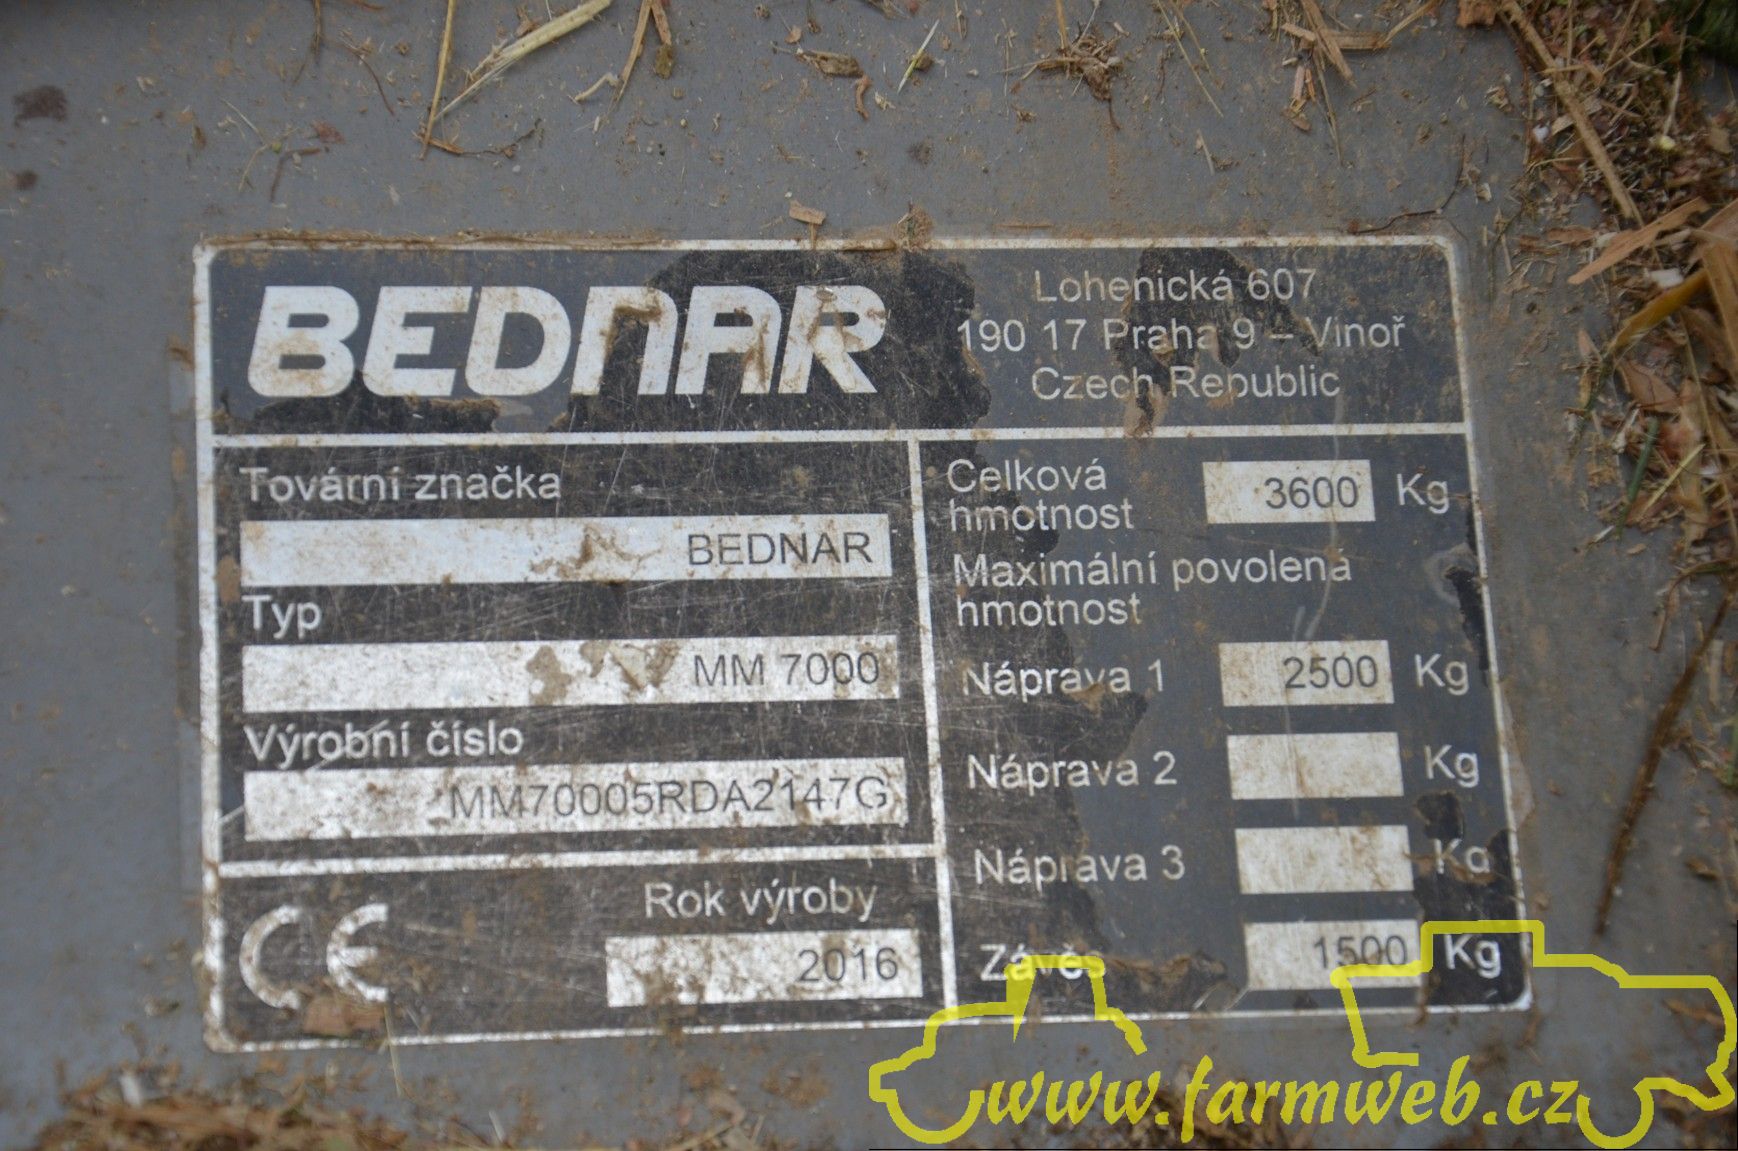 BEDNAR
Lohenická 607
190 17 Praha 9 – Vinoř
Czech Republic
Tovární značka
BEDNAR
Typ
MM 7000
Výrobní číslo
MM70005RDA2147G
CE
Rok výroby
2016
Celková
hmotnost 3600 Kg
Maximální povolená
hmotnost
Náprava 1 2500 Kg
Náprava 2 Kg
Náprava 3 Kg
Závěs 1500 Kg
www.farmweb.cz